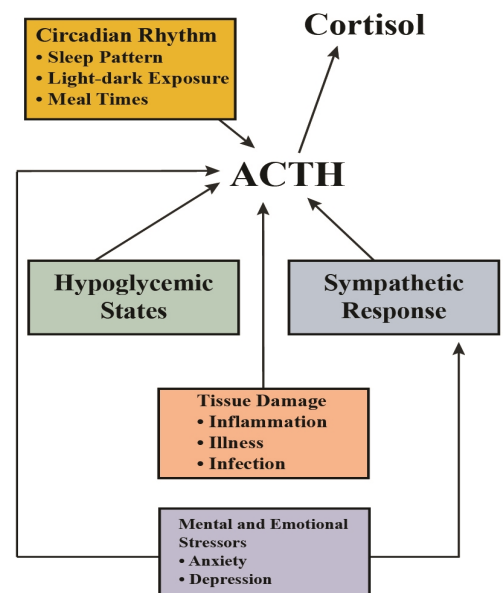 Cortisol
Circadian Rhythm
• Sleep Pattern
• Light-dark Exposure
• Meal Times
ACTH
Hypoglycemic
States
Sympathetic
Response
Tissue Damage
• Inflammation
• Illness
• Infection
Mental and Emotional
Stressors
• Anxiety
• Depression